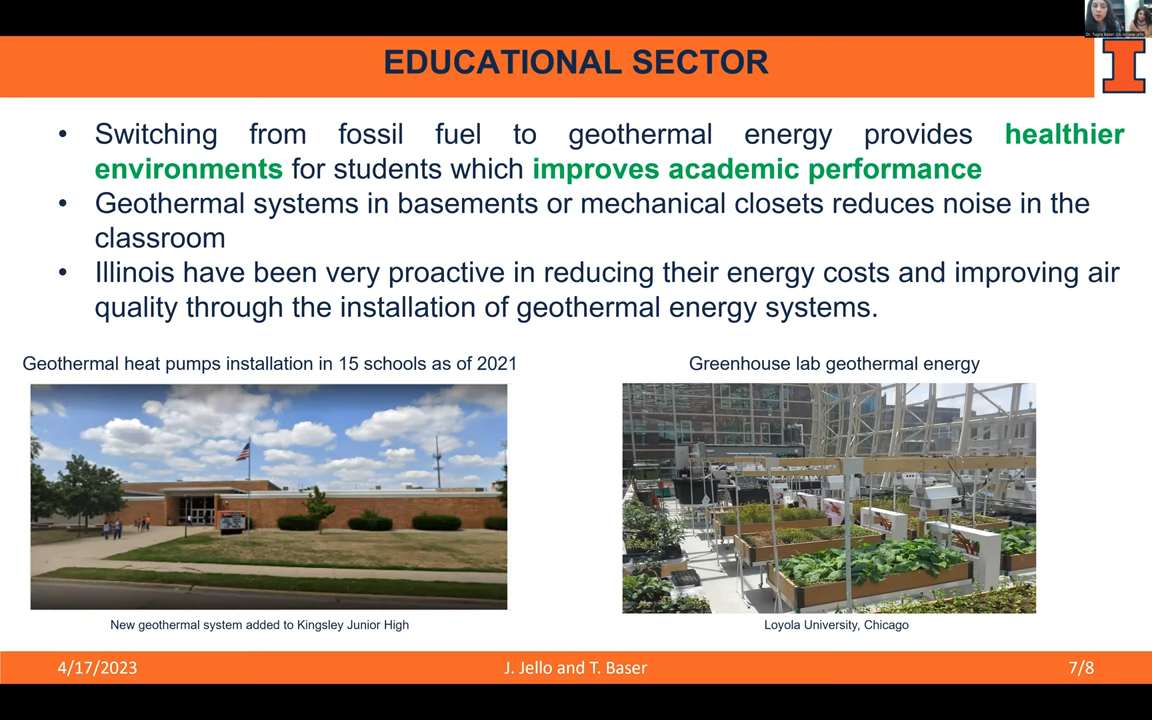 EDUCATIONAL SECTOR
• Switching from fossil fuel to geothermal energy provides healthier
environments for students which improves academic performance
• Geothermal systems in basements or mechanical closets reduces noise in the
classroom
• Illinois have been very proactive in reducing their energy costs and improving air
quality through the installation of geothermal energy systems.
Geothermal heat pumps installation in 15 schools as of 2021
Greenhouse lab geothermal energy
New geothermal system added to Kingsley Junior High
Loyola University, Chicago
4/17/2023
J. Jello and T. Baser
7/8